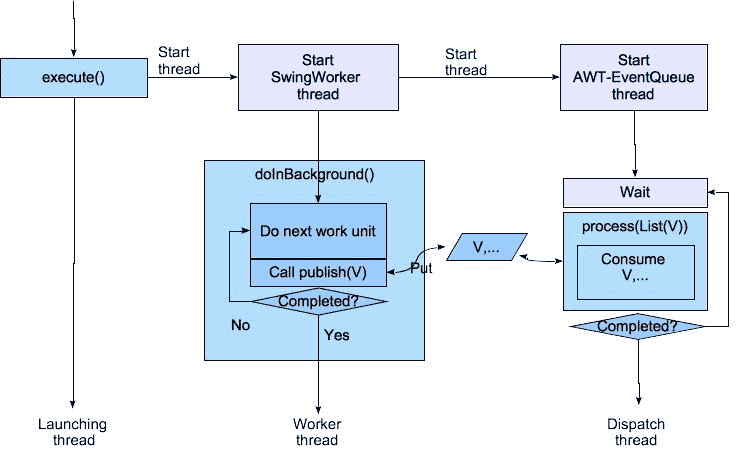 execute()
Start
thread
Start
SwingWorker
thread
Start
thread
Start
AWT-EventQueue
thread
doInBackground()
Do next work unit
Call publish(V)
Completed?
No
Yes
Put
V,...
Wait
process(List(V))
Consume
V,...
Completed?
Launching
thread
Worker
thread
Dispatch
thread